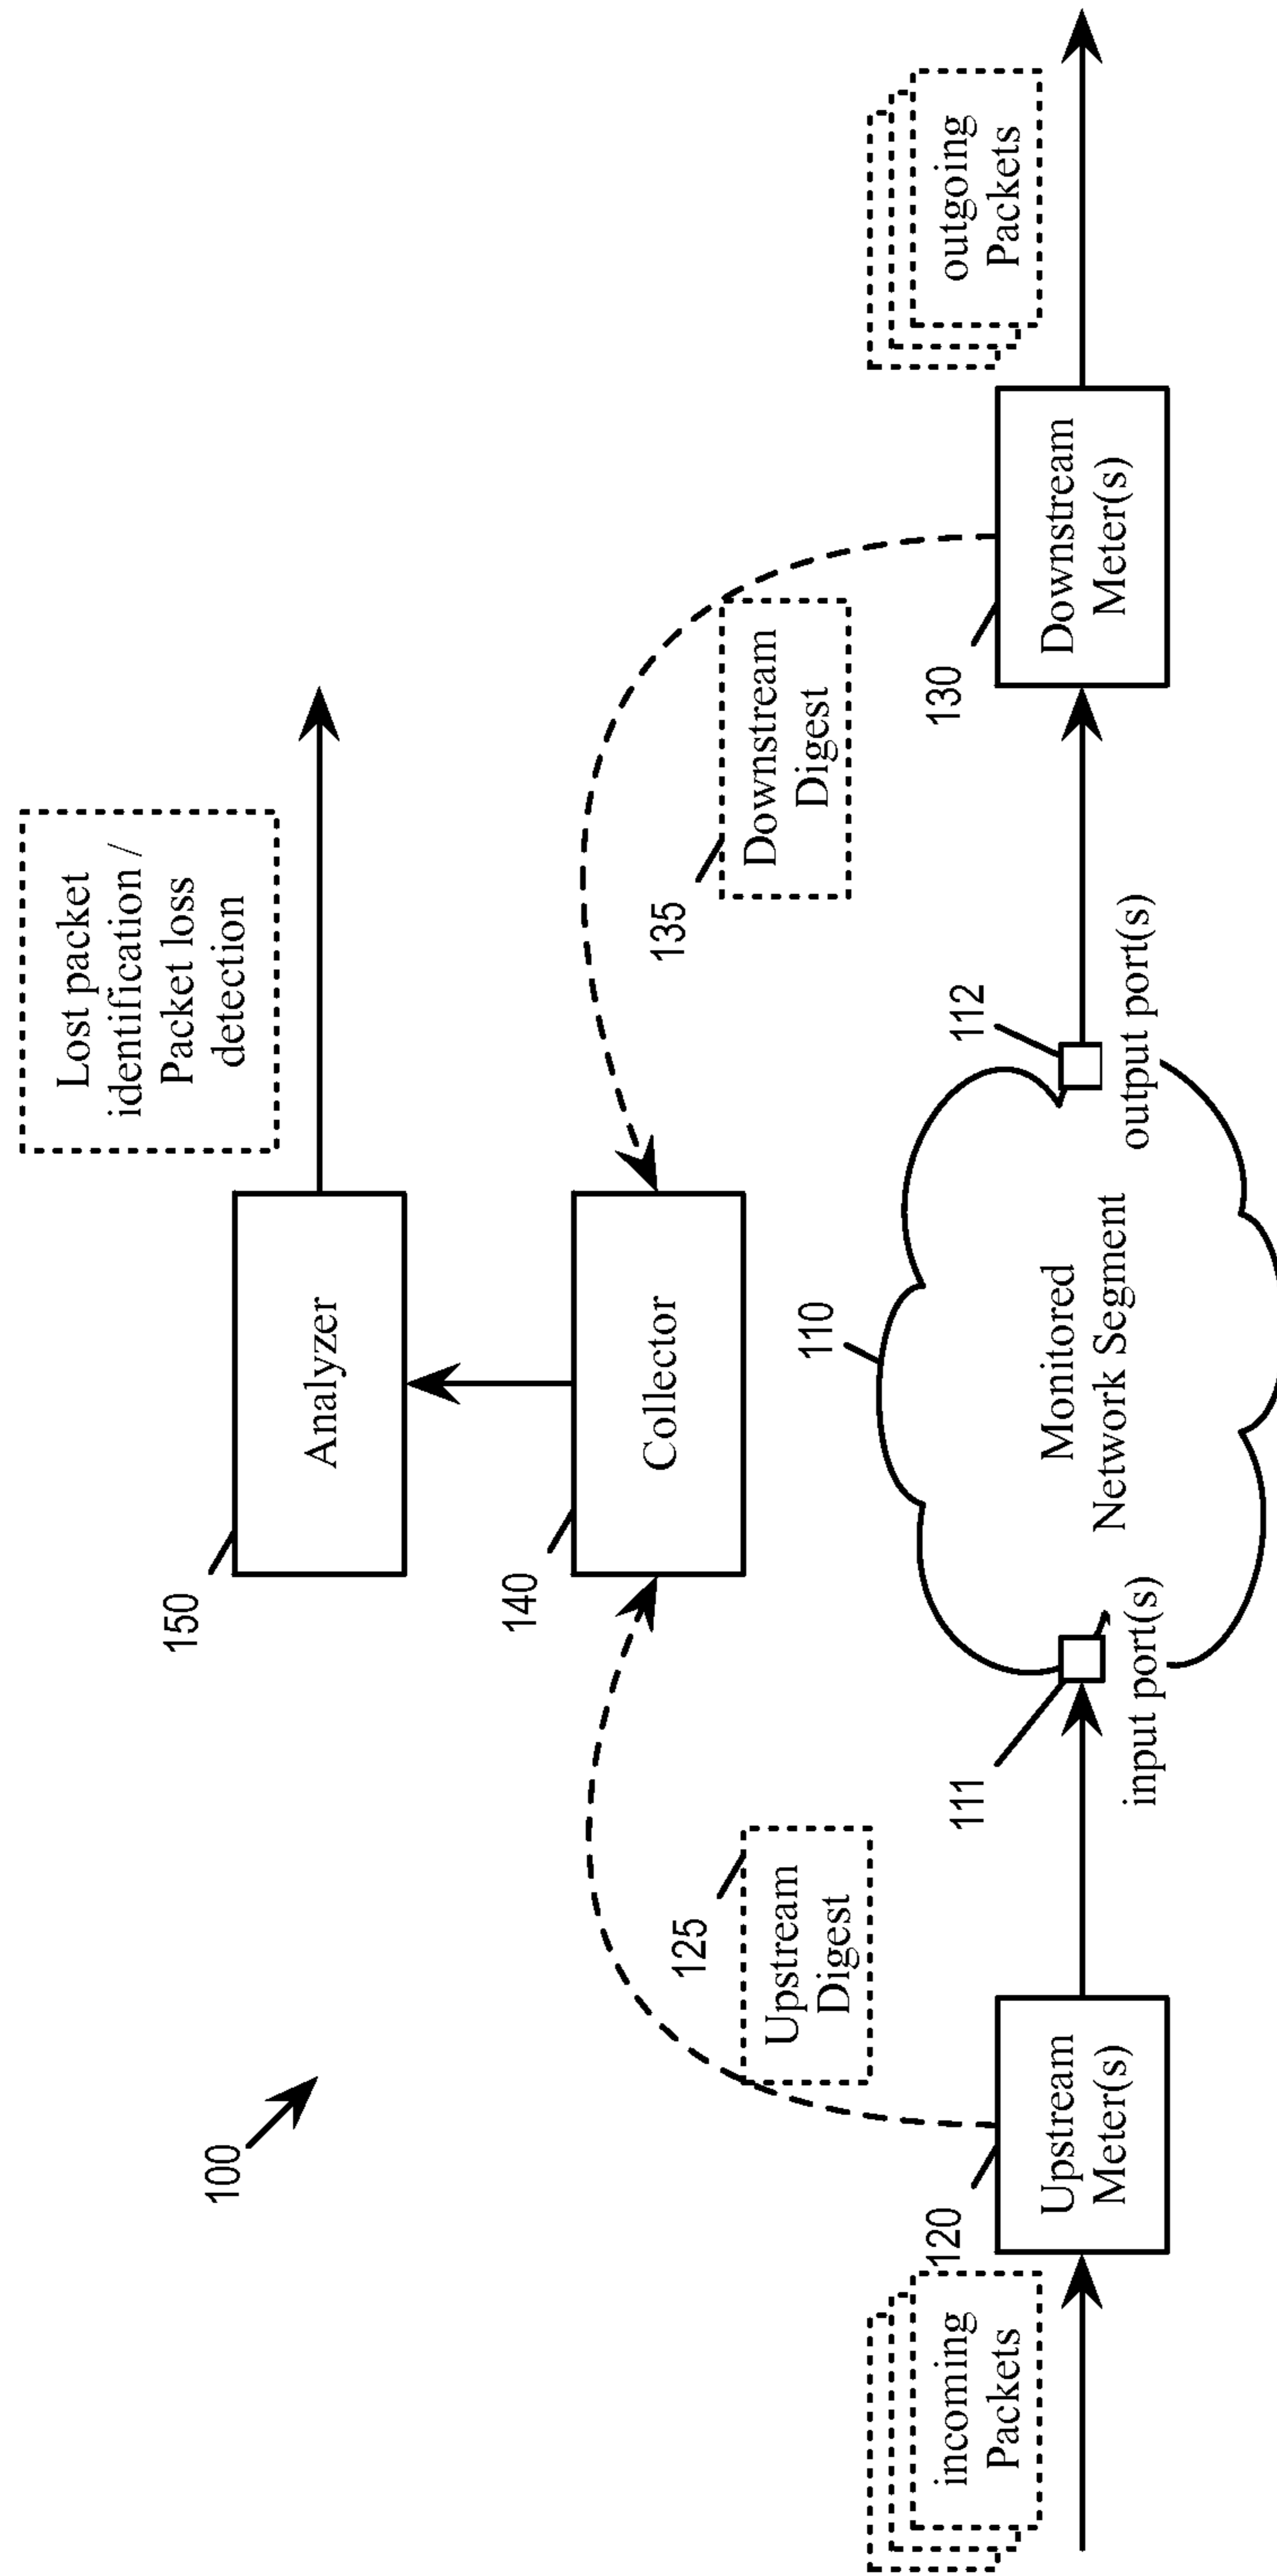 100
150
Analyzer
Lost packet
identification /
Packet loss
detection
140
Collector
125
Upstream
Digest
135
Downstream
Digest
110
Monitored
Network Segment
111
input port(s)
112
output port(s)
incoming
Packets
120
Upstream
Meter(s)
130
Downstream
Meter(s)
outgoing
Packets